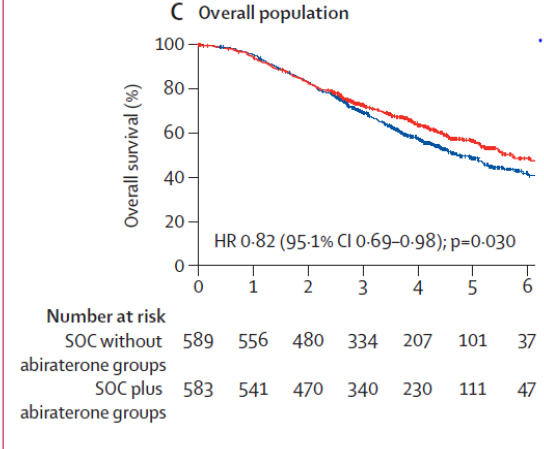 C Overall population
100
80
60
40
20
0
Overall survival (%)
HR 0·82 (95·1% CI 0·69–0·98); p=0·030
0 1 2 3 4 5 6
Number at risk
SOC without 589 556 480 334 207 101 37
abiraterone groups
SOC plus 583 541 470 340 230 111 47
abiraterone groups